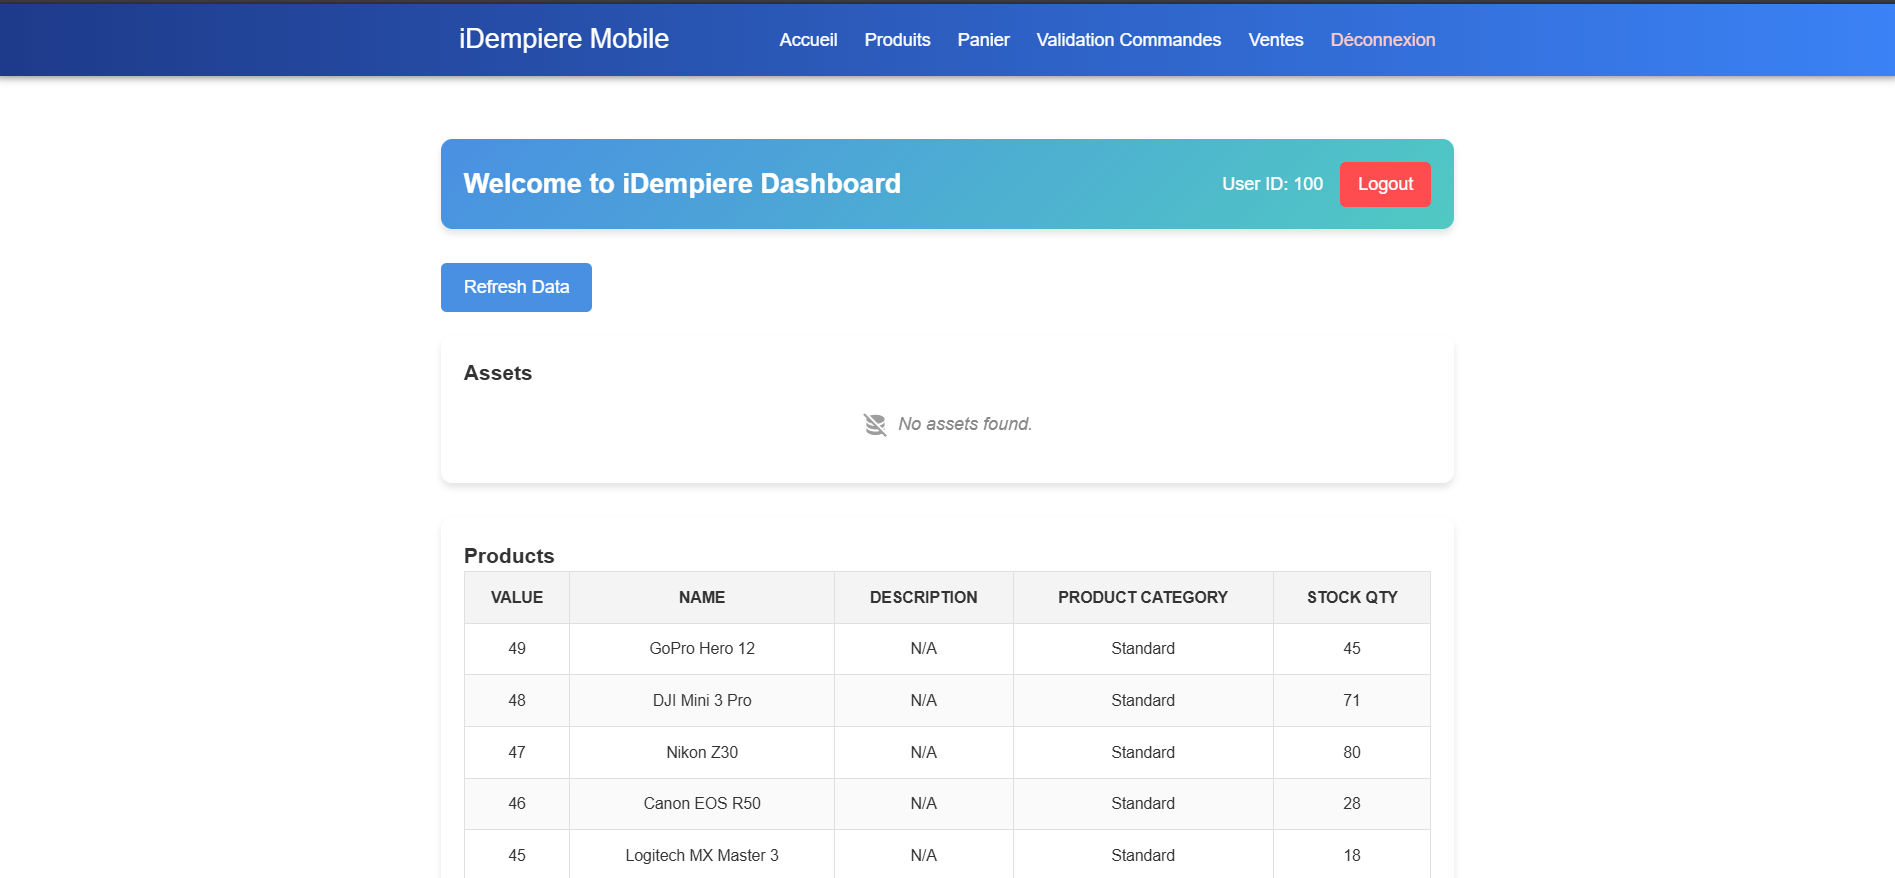 iDempiere Mobile Accueil Produits Panier Validation Commandes Ventes Déconnexion
Welcome to iDempiere Dashboard User ID: 100 Logout
Refresh Data
Assets
No assets found.
Products
VALUE NAME DESCRIPTION PRODUCT CATEGORY STOCK QTY
49 GoPro Hero 12 N/A Standard 45
48 DJI Mini 3 Pro N/A Standard 71
47 Nikon Z30 N/A Standard 80
46 Canon EOS R50 N/A Standard 28
45 Logitech MX Master 3 N/A Standard 18